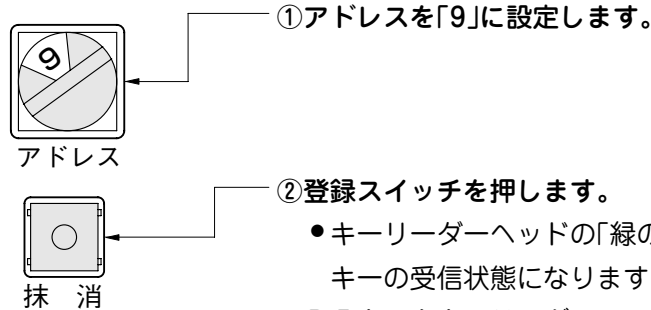 ①アドレスを「9」に設定します。
9
アドレス
②登録スイッチを押します。
●キーリーダーヘッドの「緑の
キーの受信状態になります
抹 消